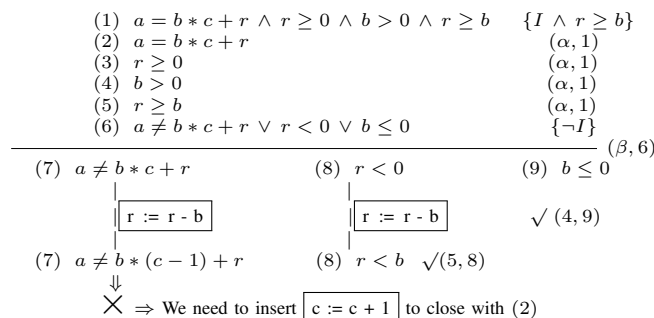 (1) a = b ∗ c + r ∧ r ≥ 0 ∧ b > 0 ∧ r ≥ b {I ∧ r ≥ b}
(2) a = b ∗ c + r (α, 1)
(3) r ≥ 0 (α, 1)
(4) b > 0 (α, 1)
(5) r ≥ b (α, 1)
(6) a ≠ b ∗ c + r ∨ r < 0 ∨ b ≤ 0 {¬I}
(β, 6)
(7) a ≠ b ∗ c + r (8) r < 0 (9) b ≤ 0
r := r - b r := r - b √ (4, 9)
(7) a ≠ b ∗ (c − 1) + r (8) r < b √(5, 8)
⇓
× ⇒ We need to insert c := c + 1 to close with (2)